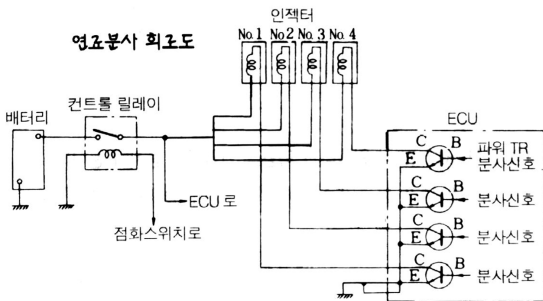 연료분사 회로도
인젝터
No.1 No2 No.3 No.4
배터리
컨트롤 릴레이
ECU 로
점화스위치로
ECU
C B 파워 TR
E 분사신호
C B
E 분사신호
C B
E 분사신호
C B
E 분사신호